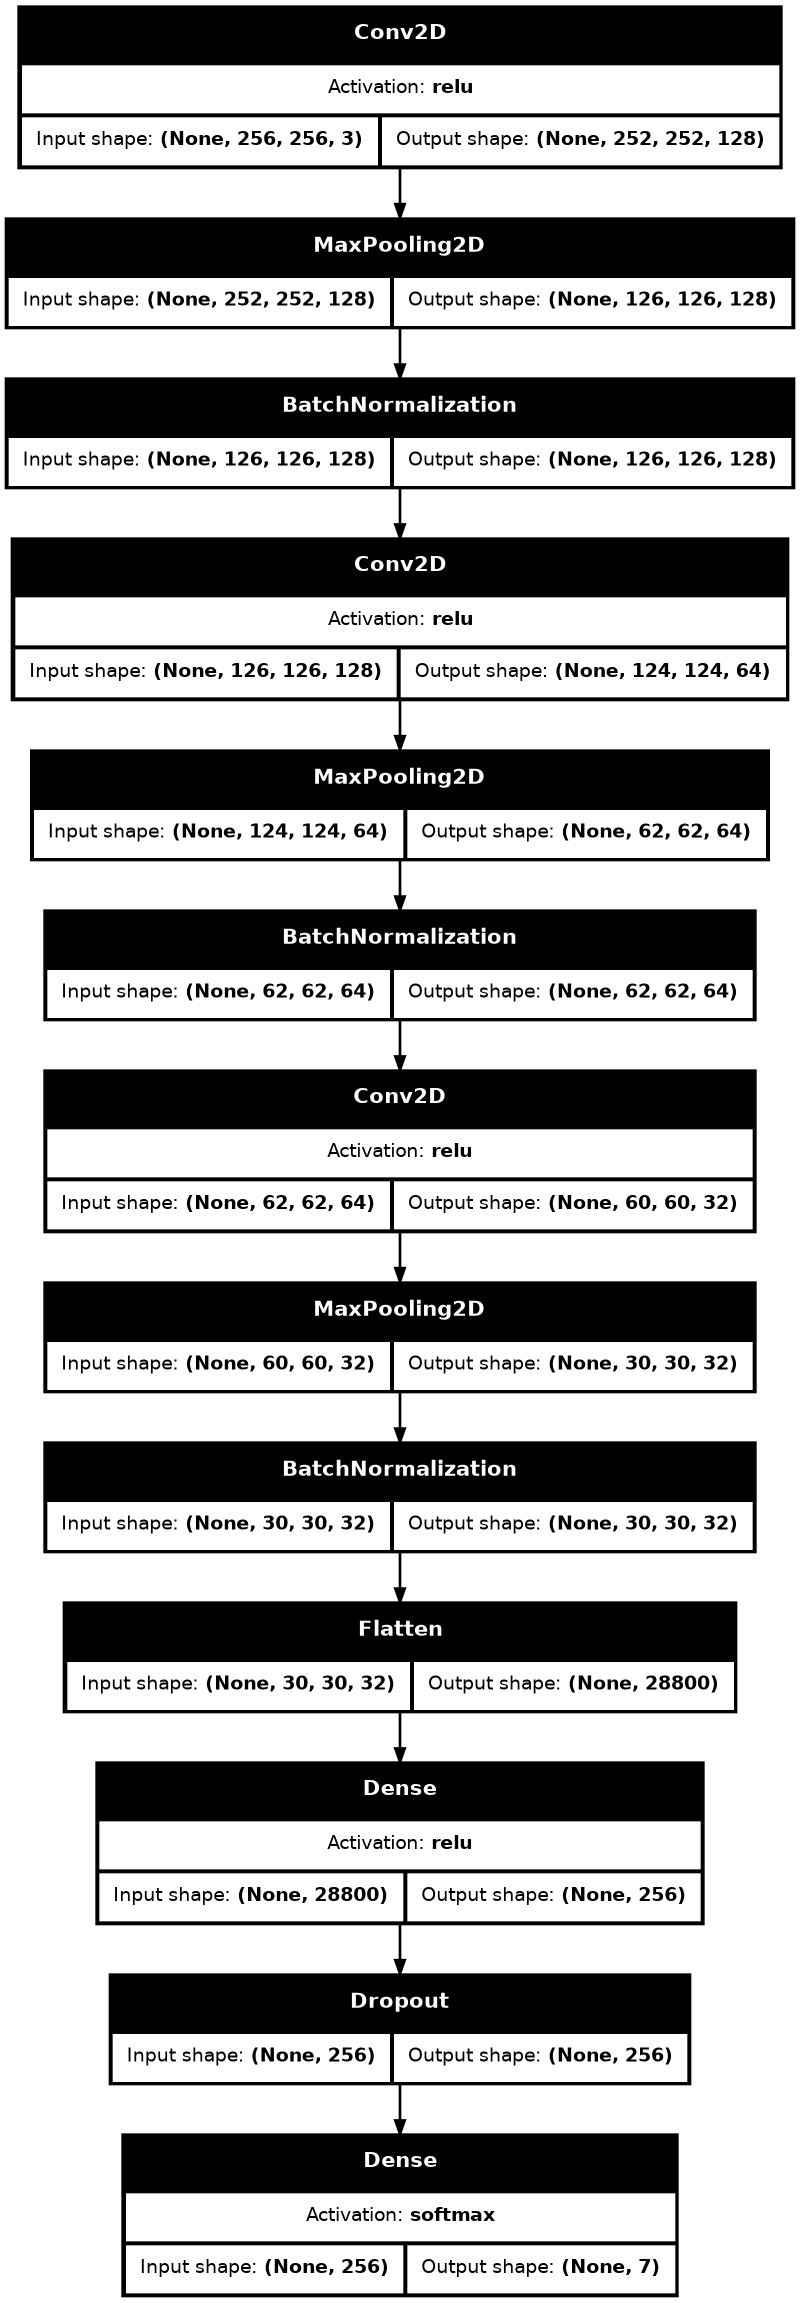 Conv2D
Activation: relu
Input shape: (None, 256, 256, 3) Output shape: (None, 252, 252, 128)
MaxPooling2D
Input shape: (None, 252, 252, 128) Output shape: (None, 126, 126, 128)
BatchNormalization
Input shape: (None, 126, 126, 128) Output shape: (None, 126, 126, 128)
Conv2D
Activation: relu
Input shape: (None, 126, 126, 128) Output shape: (None, 124, 124, 64)
MaxPooling2D
Input shape: (None, 124, 124, 64) Output shape: (None, 62, 62, 64)
BatchNormalization
Input shape: (None, 62, 62, 64) Output shape: (None, 62, 62, 64)
Conv2D
Activation: relu
Input shape: (None, 62, 62, 64) Output shape: (None, 60, 60, 32)
MaxPooling2D
Input shape: (None, 60, 60, 32) Output shape: (None, 30, 30, 32)
BatchNormalization
Input shape: (None, 30, 30, 32) Output shape: (None, 30, 30, 32)
Flatten
Input shape: (None, 30, 30, 32) Output shape: (None, 28800)
Dense
Activation: relu
Input shape: (None, 28800) Output shape: (None, 256)
Dropout
Input shape: (None, 256) Output shape: (None, 256)
Dense
Activation: softmax
Input shape: (None, 256) Output shape: (None, 7)